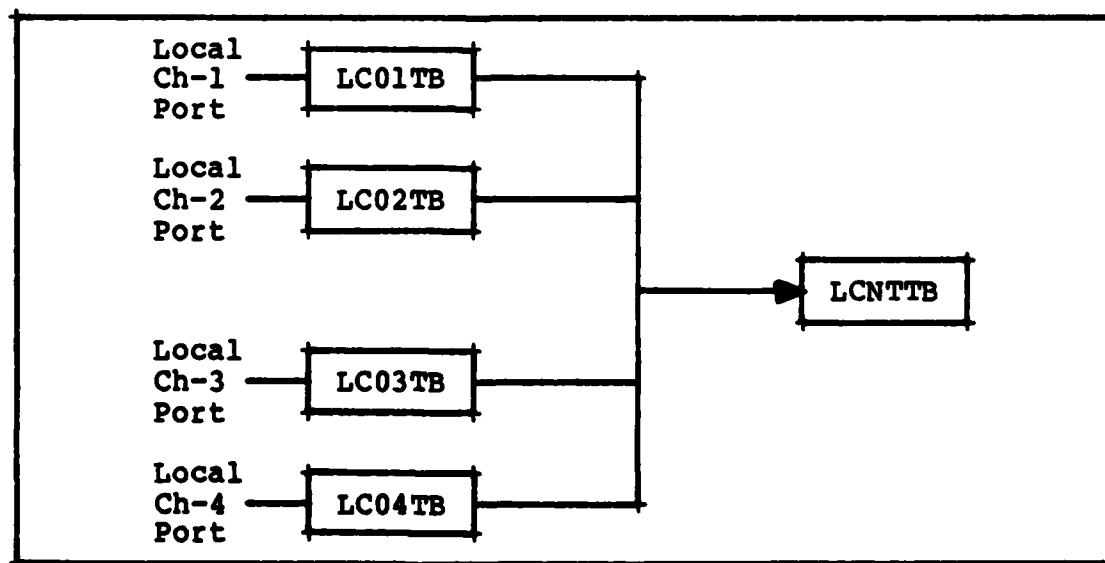 Local
Ch-1
Port
LC01TB
Local
Ch-2
Port
LC02TB
LCNTTB
Local
Ch-3
Port
LC03TB
Local
Ch-4
Port
LC04TB